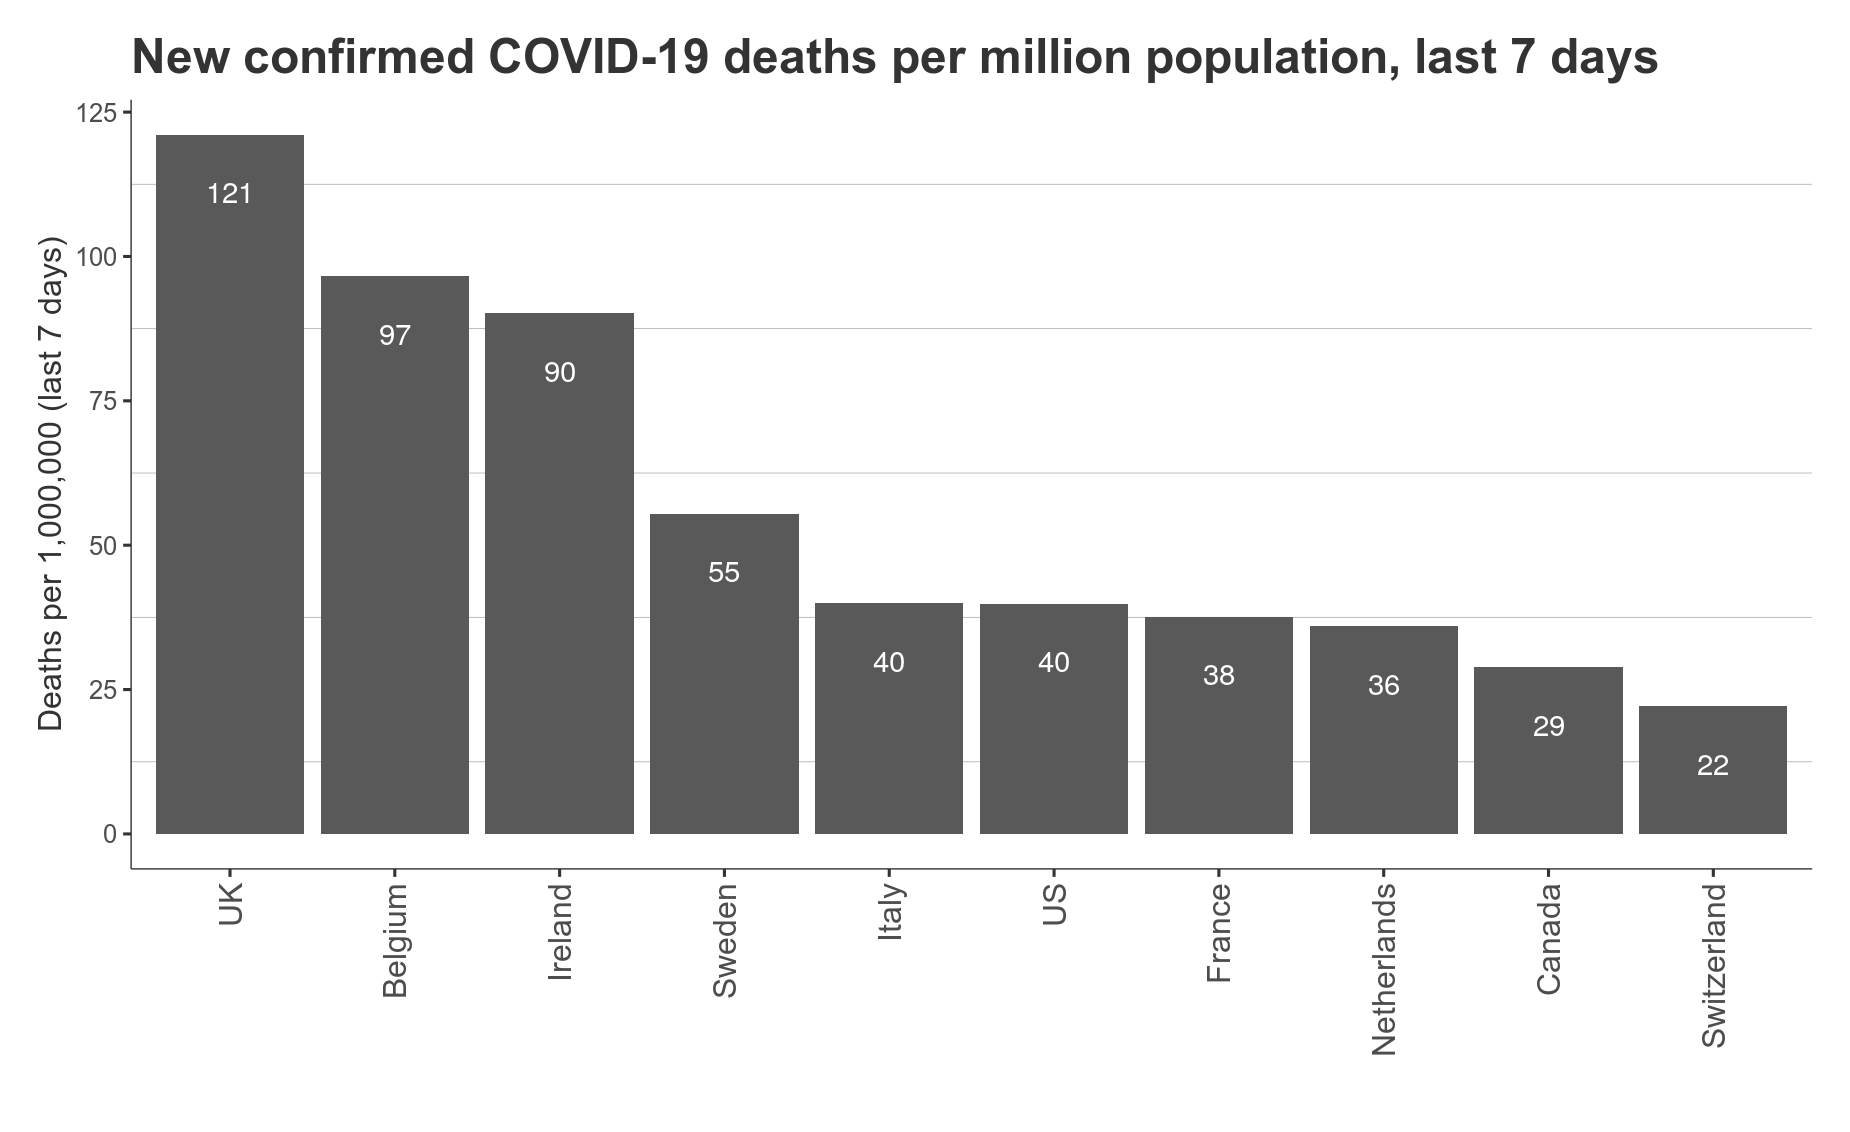 New confirmed COVID-19 deaths per million population, last 7 days
Deaths per 1,000,000 (last 7 days)
125
100
75
50
25
0
121
97
90
55
40
40
38
36
29
22
UK
Belgium
Ireland
Sweden
Italy
US
France
Netherlands
Canada
Switzerland